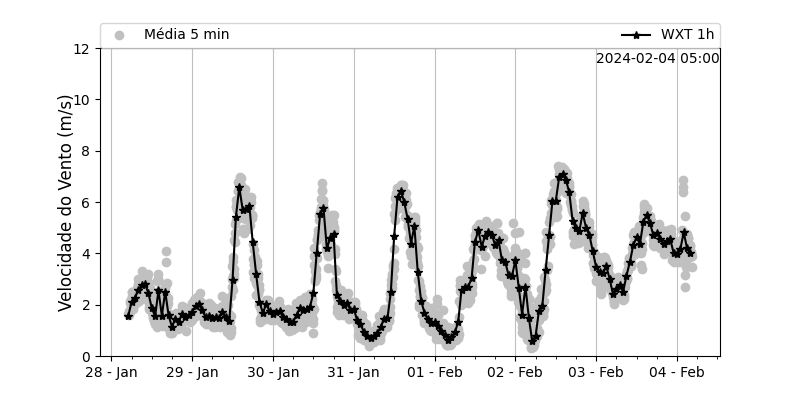 Média 5 min
WXT 1h
2024-02-04 05:00
Velocidade do Vento (m/s)
12
10
8
6
4
2
0
28 - Jan
29 - Jan
30 - Jan
31 - Jan
01 - Feb
02 - Feb
03 - Feb
04 - Feb